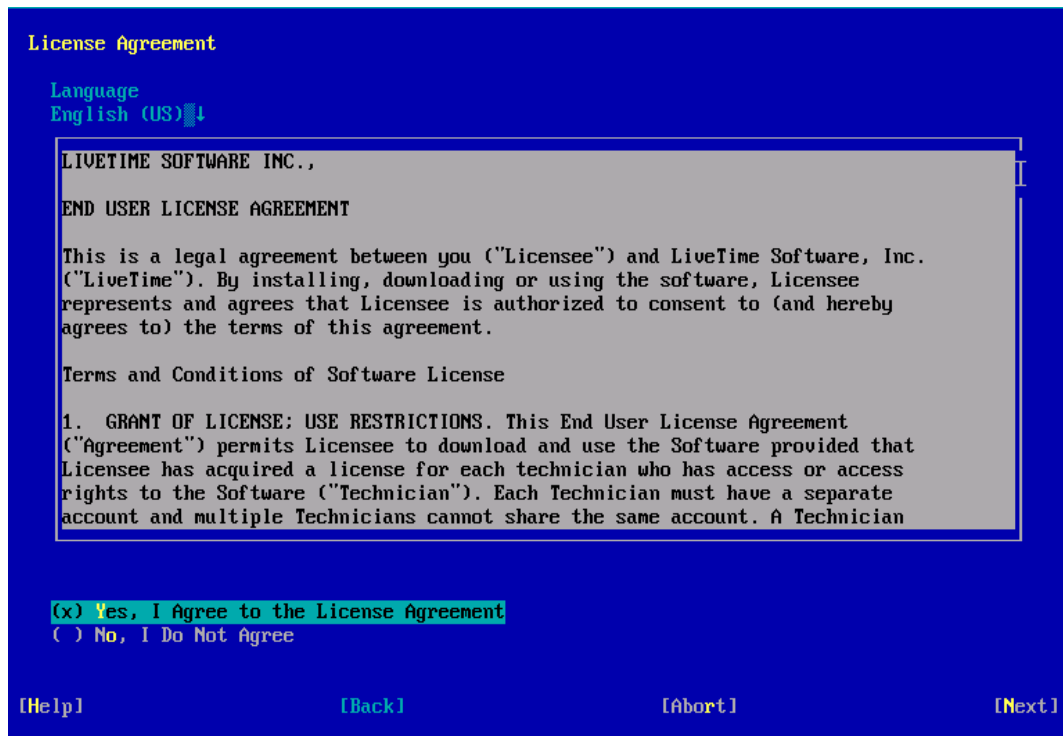 License Agreement
Language
English (US)▒↓
LIVETIME SOFTWARE INC.,
END USER LICENSE AGREEMENT
This is a legal agreement between you ("Licensee") and LiveTime Software, Inc.
("LiveTime"). By installing, downloading or using the software, Licensee
represents and agrees that Licensee is authorized to consent to (and hereby
agrees to) the terms of this agreement.
Terms and Conditions of Software License
1.  GRANT OF LICENSE; USE RESTRICTIONS. This End User License Agreement
("Agreement") permits Licensee to download and use the Software provided that
Licensee has acquired a license for each technician who has access or access
rights to the Software ("Technician"). Each Technician must have a separate
account and multiple Technicians cannot share the same account. A Technician
(x) Yes, I Agree to the License Agreement
( ) No, I Do Not Agree
[Help] [Back] [Abort] [Next]